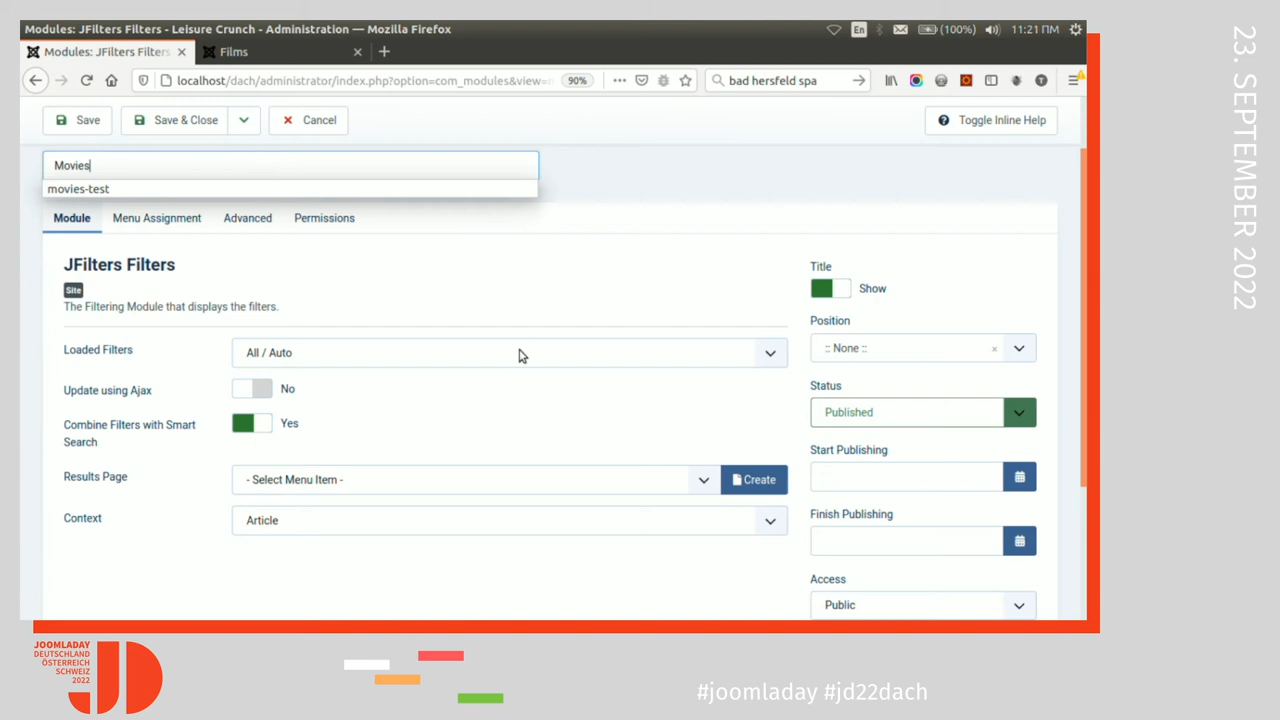 Modules: JFilters Filters - Leisure Crunch - Administration — Mozilla Firefox
En
(100%)
11:21 ΠΜ
Modules: JFilters Filters
Films
localhost/dach/administrator/index.php?option=com_modules&view=
90%
bad hersfeld spa
Save
Save & Close
Cancel
Toggle Inline Help
Movies
movies-test
Module
Menu Assignment
Advanced
Permissions
JFilters Filters
Site
The Filtering Module that displays the filters.
Loaded Filters
All / Auto
Update using Ajax
No
Combine Filters with Smart
Search
Yes
Results Page
- Select Menu Item -
Create
Context
Article
Title
Show
Position
:: None ::
Status
Published
Start Publishing
Finish Publishing
Access
Public
23. SEPTEMBER 2022
JOOMLADAY
DEUTSCHLAND
ÖSTERREICH
SCHWEIZ
2022
JD
#joomladay #jd22dach